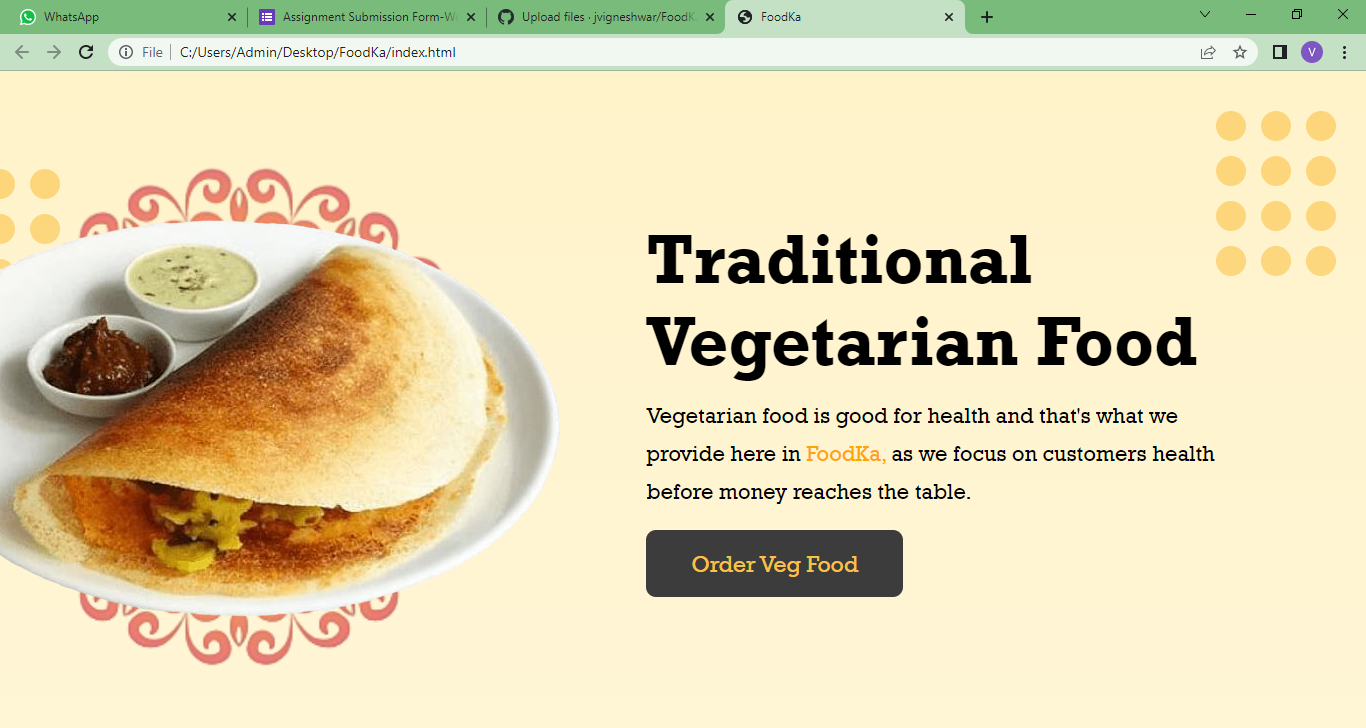 WhatsApp
Assignment Submission Form-W
Upload files · jvigneshwar/FoodK
FoodKa
File
C:/Users/Admin/Desktop/FoodKa/index.html
V
Traditional
Vegetarian Food
Vegetarian food is good for health and that's what we
provide here in FoodKa, as we focus on customers health
before money reaches the table.
Order Veg Food